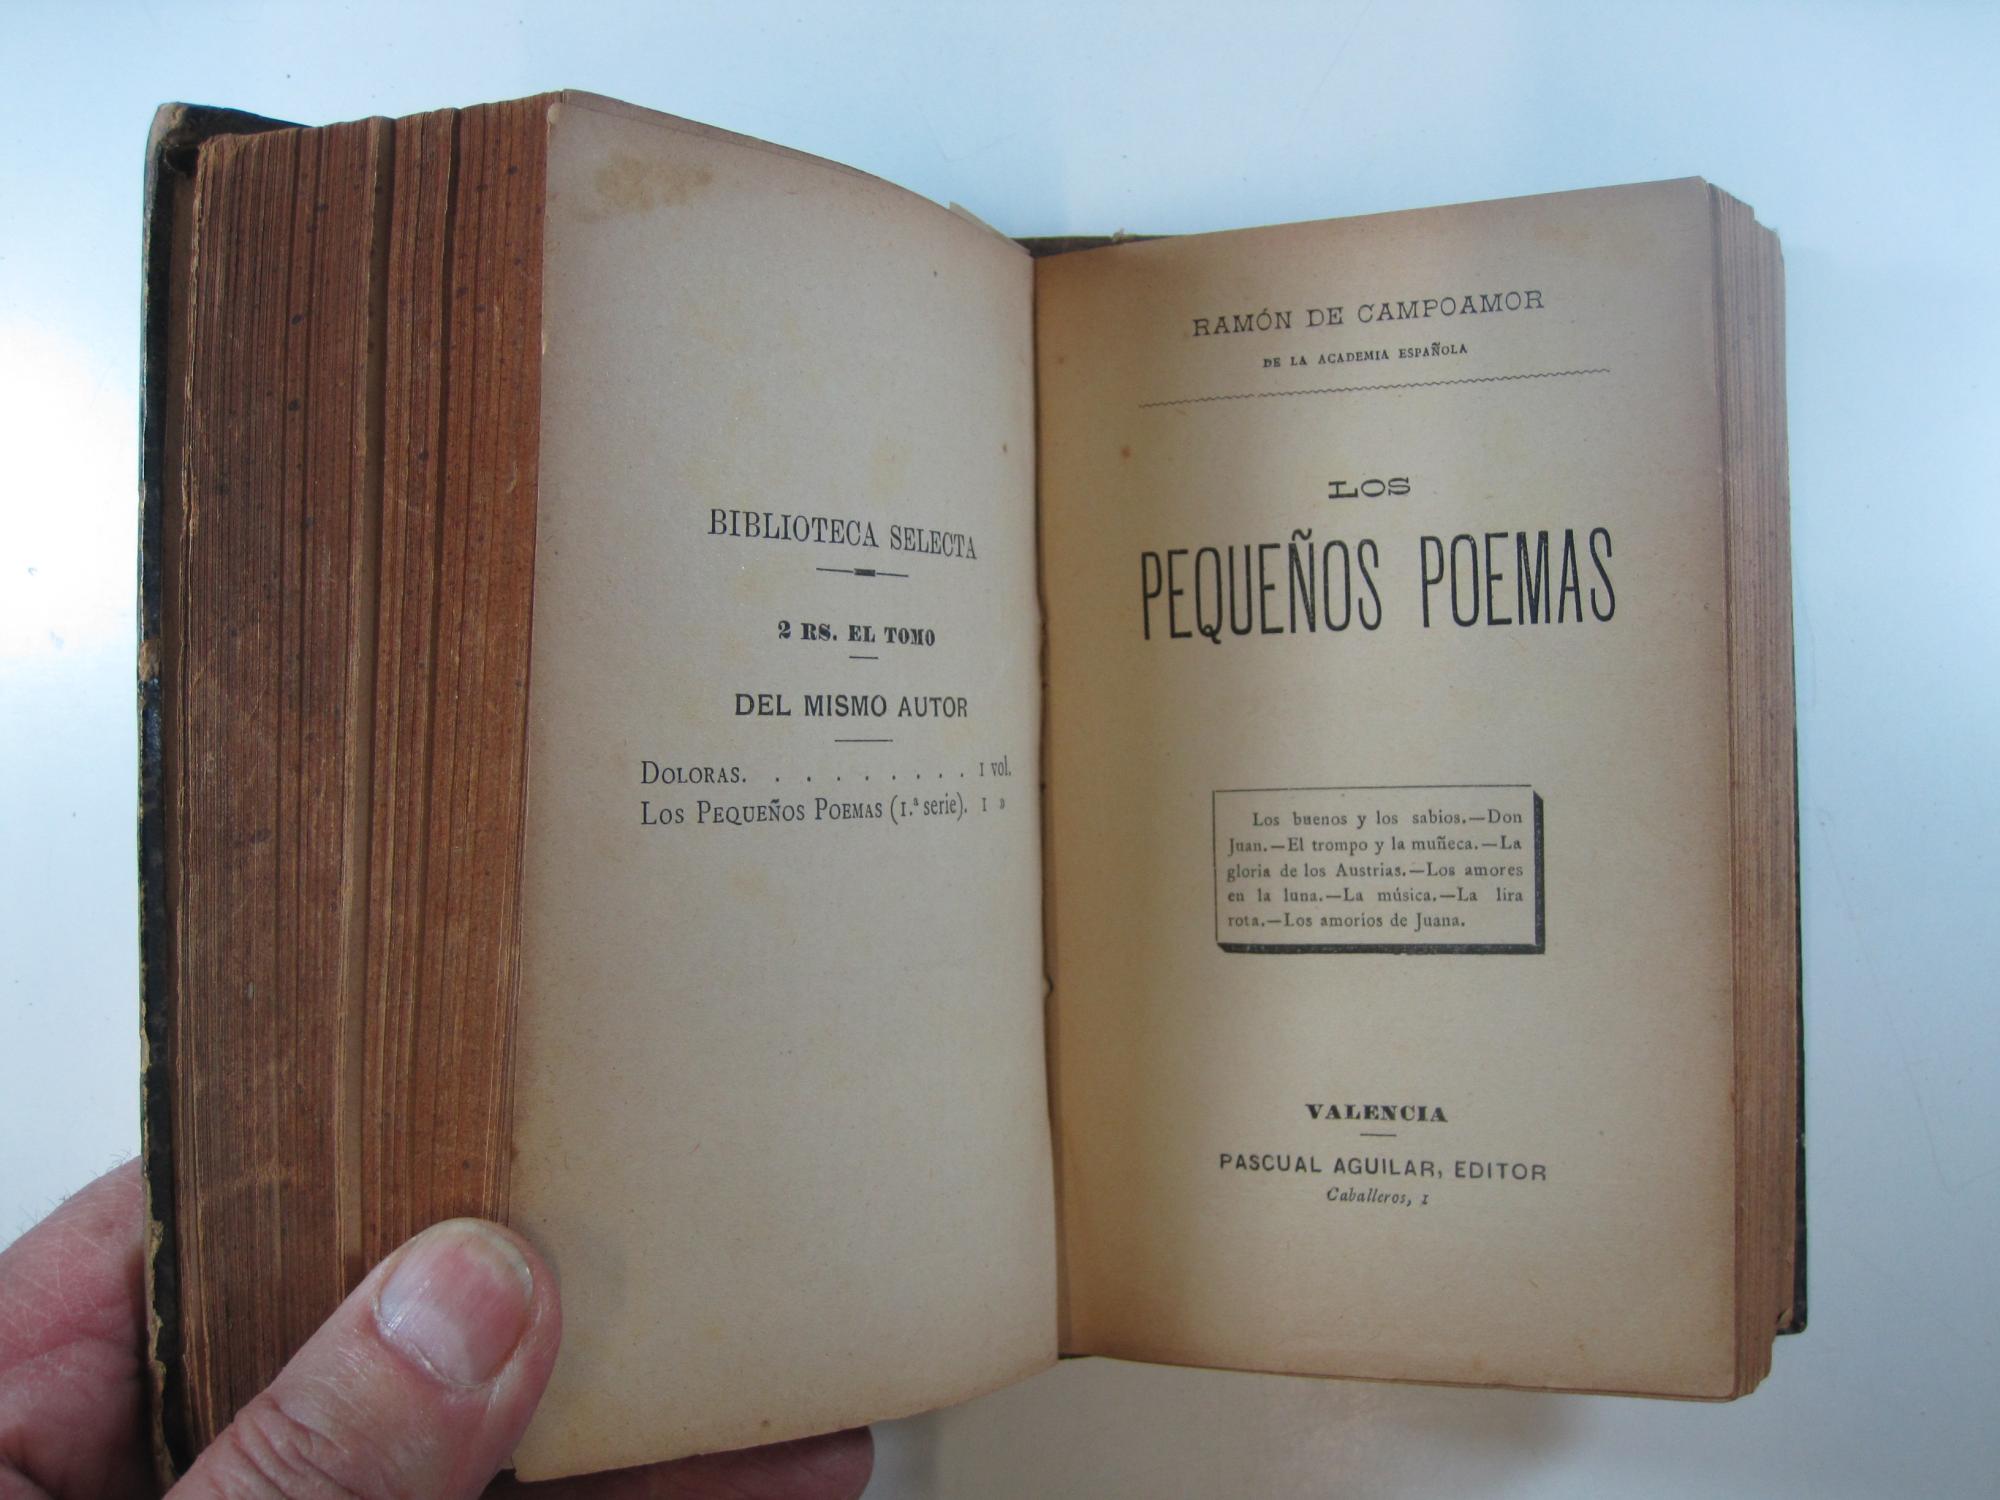 BIBLIOTECA SELECTA
2 RS. EL TOMO
DEL MISMO AUTOR
DOLORAS. . . . . . . . . . 1 vol.
LOS PEQUEÑOS POEMAS (1.ª serie). 1 »
RAMÓN DE CAMPOAMOR
DE LA ACADEMIA ESPAÑOLA
LOS
PEQUEÑOS POEMAS
Los buenos y los sabios.—Don
Juan.—El trompo y la muñeca.—La
gloria de los Austrias.—Los amores
en la luna.—La música.—La lira
rota.—Los amoríos de Juana.
VALENCIA
PASCUAL AGUILAR, EDITOR
Caballeros, 1